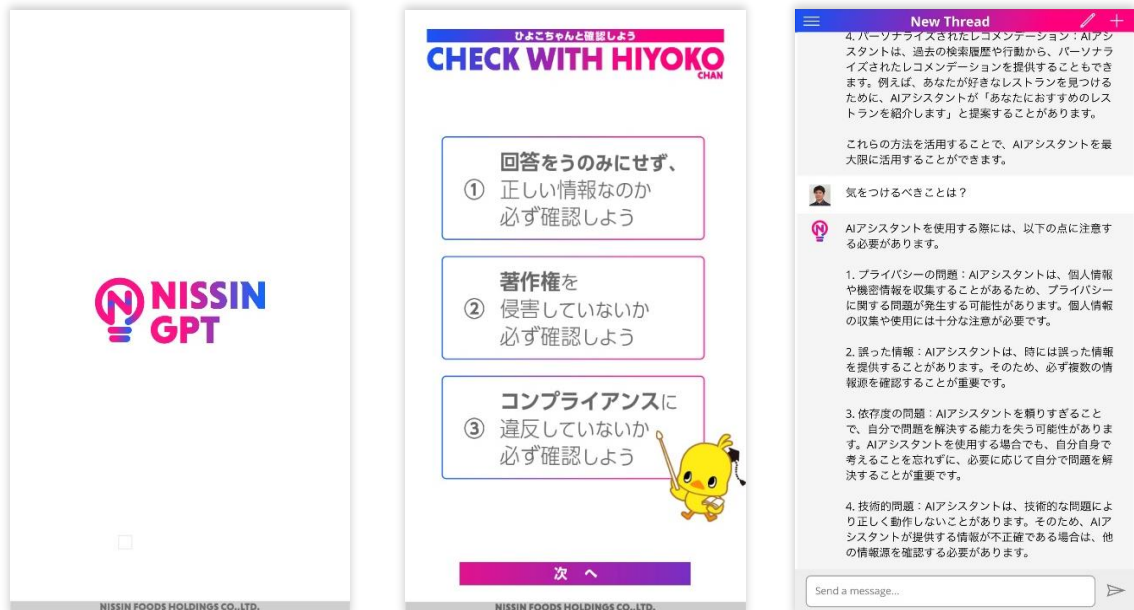 NISSIN
GPT
NISSIN FOODS HOLDINGS CO.,LTD.
ひよこちゃんと確認しよう
CHECK WITH HIYOKO
CHAN
回答をうのみにせず、
① 正しい情報なのか
必ず確認しよう
著作権を
② 侵害していないか
必ず確認しよう
コンプライアンスに
③ 違反していないか
必ず確認しよう
次 へ
NISSIN FOODS HOLDINGS CO.,LTD.
New Thread
4. パーソナライズされたレコメンデーション：AIアシ
スタントは、過去の検索履歴や行動から、パーソナラ
イズされたレコメンデーションを提供することもでき
ます。例えば、あなたが好きなレストランを見つける
ために、AIアシスタントが「あなたにおすすめのレス
トランを紹介します」と提案することがあります。
これらの方法を活用することで、AIアシスタントを最
大限に活用することができます。
気をつけるべきことは？
AIアシスタントを使用する際には、以下の点に注意す
る必要があります。
1. プライバシーの問題：AIアシスタントは、個人情報
や機密情報を収集することがあるため、プライバシー
に関する問題が発生する可能性があります。個人情報
の収集や使用には十分な注意が必要です。
2. 誤った情報：AIアシスタントは、時には誤った情報
を提供することがあります。そのため、必ず複数の情
報源を確認することが重要です。
3. 依存度の問題：AIアシスタントを頼りすぎること
で、自分で問題を解決する能力を失う可能性がありま
す。AIアシスタントを使用する場合でも、自分自身で
考えることを忘れずに、必要に応じて自分で問題を解
決することが重要です。
4. 技術的問題：AIアシスタントは、技術的な問題によ
り正しく動作しないことがあります。そのため、AIア
シスタントが提供する情報が不正確である場合は、他
の情報源を確認する必要があります。
Send a message...